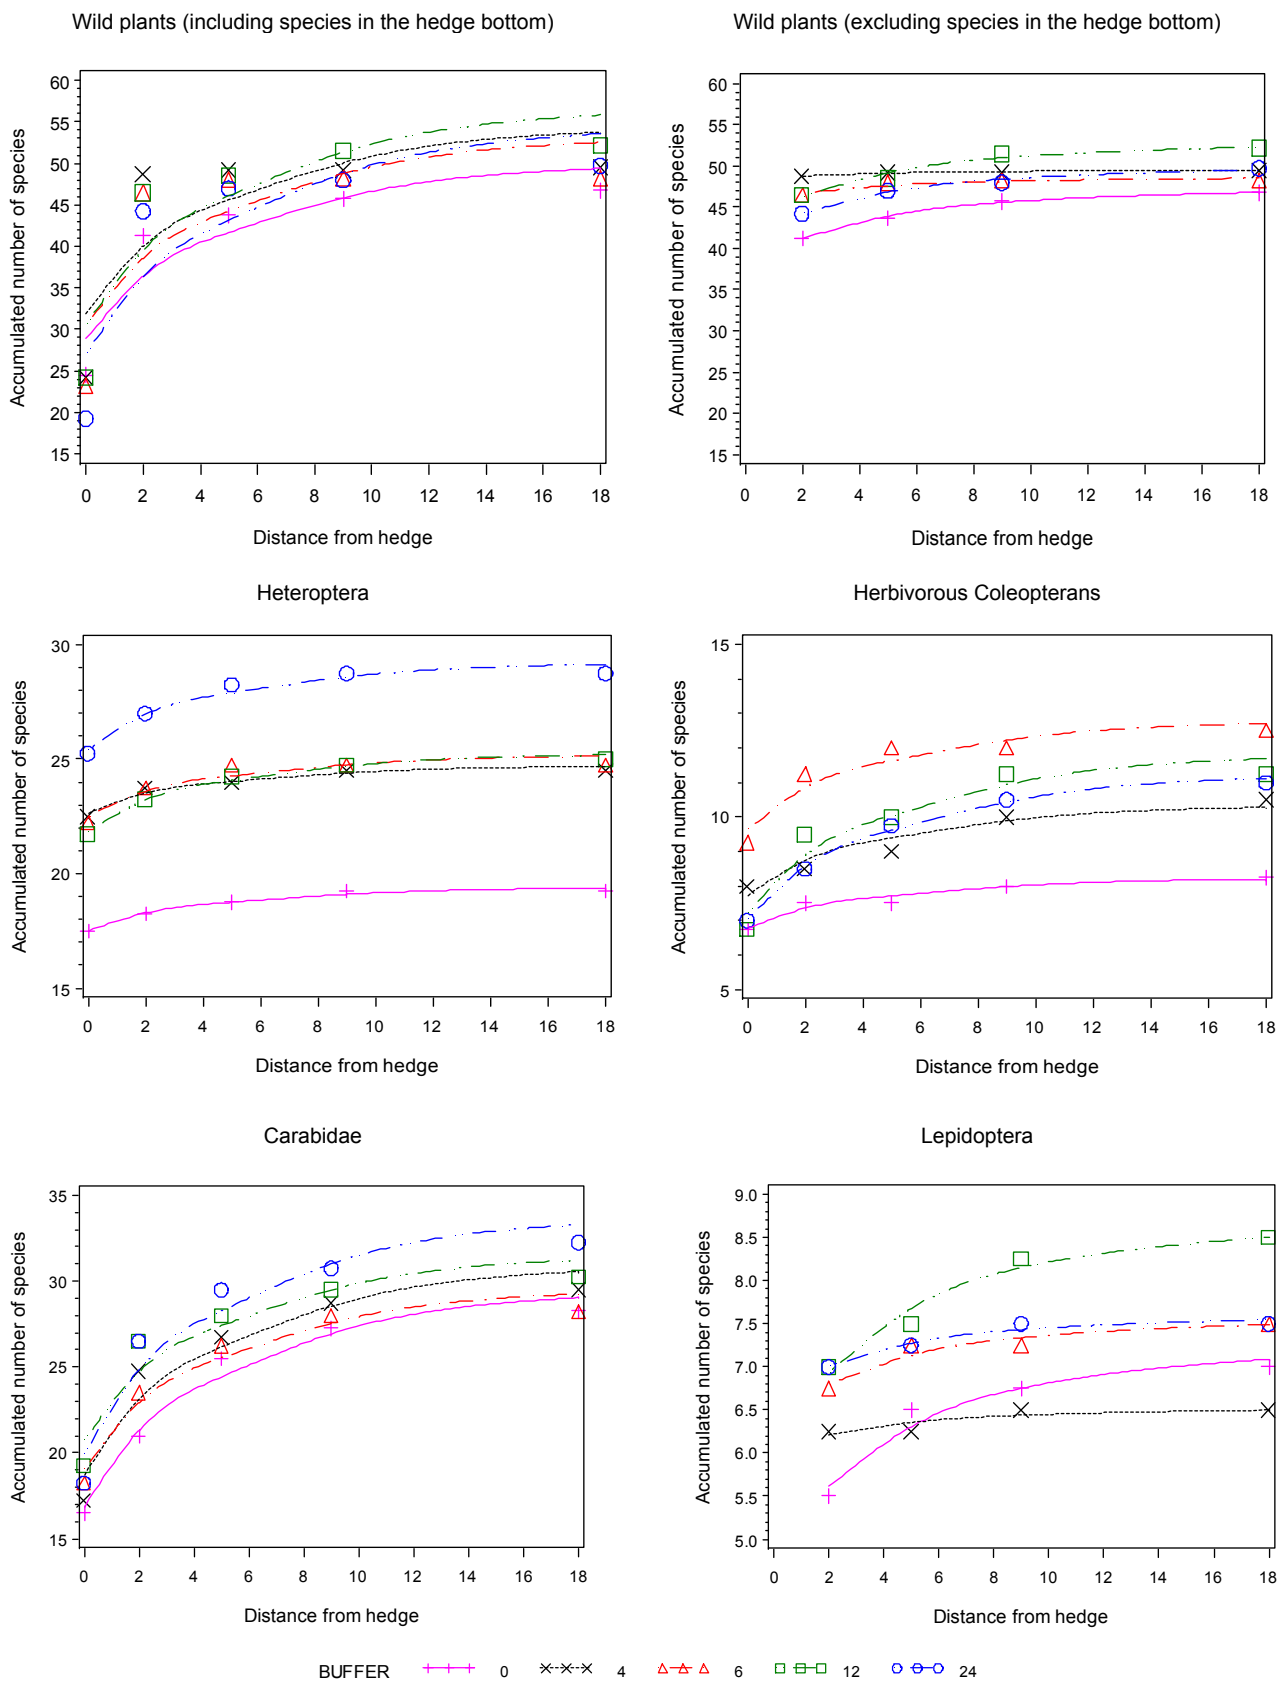 Wild plants (including species in the hedge bottom)
Accumulated number of species
60
55
50
45
40
35
30
25
20
15
0 2 4 6 8 10 12 14 16 18
Distance from hedge
Wild plants (excluding species in the hedge bottom)
Accumulated number of species
60
55
50
45
40
35
30
25
20
15
0 2 4 6 8 10 12 14 16 18
Distance from hedge
Heteroptera
Accumulated number of species
30
25
20
15
0 2 4 6 8 10 12 14 16 18
Distance from hedge
Herbivorous Coleopterans
Accumulated number of species
15
10
5
0 2 4 6 8 10 12 14 16 18
Distance from hedge
Carabidae
Accumulated number of species
35
30
25
20
15
0 2 4 6 8 10 12 14 16 18
Distance from hedge
Lepidoptera
Accumulated number of species
9.0
8.5
8.0
7.5
7.0
6.5
6.0
5.5
5.0
0 2 4 6 8 10 12 14 16 18
Distance from hedge
BUFFER 0 4 6 12 24